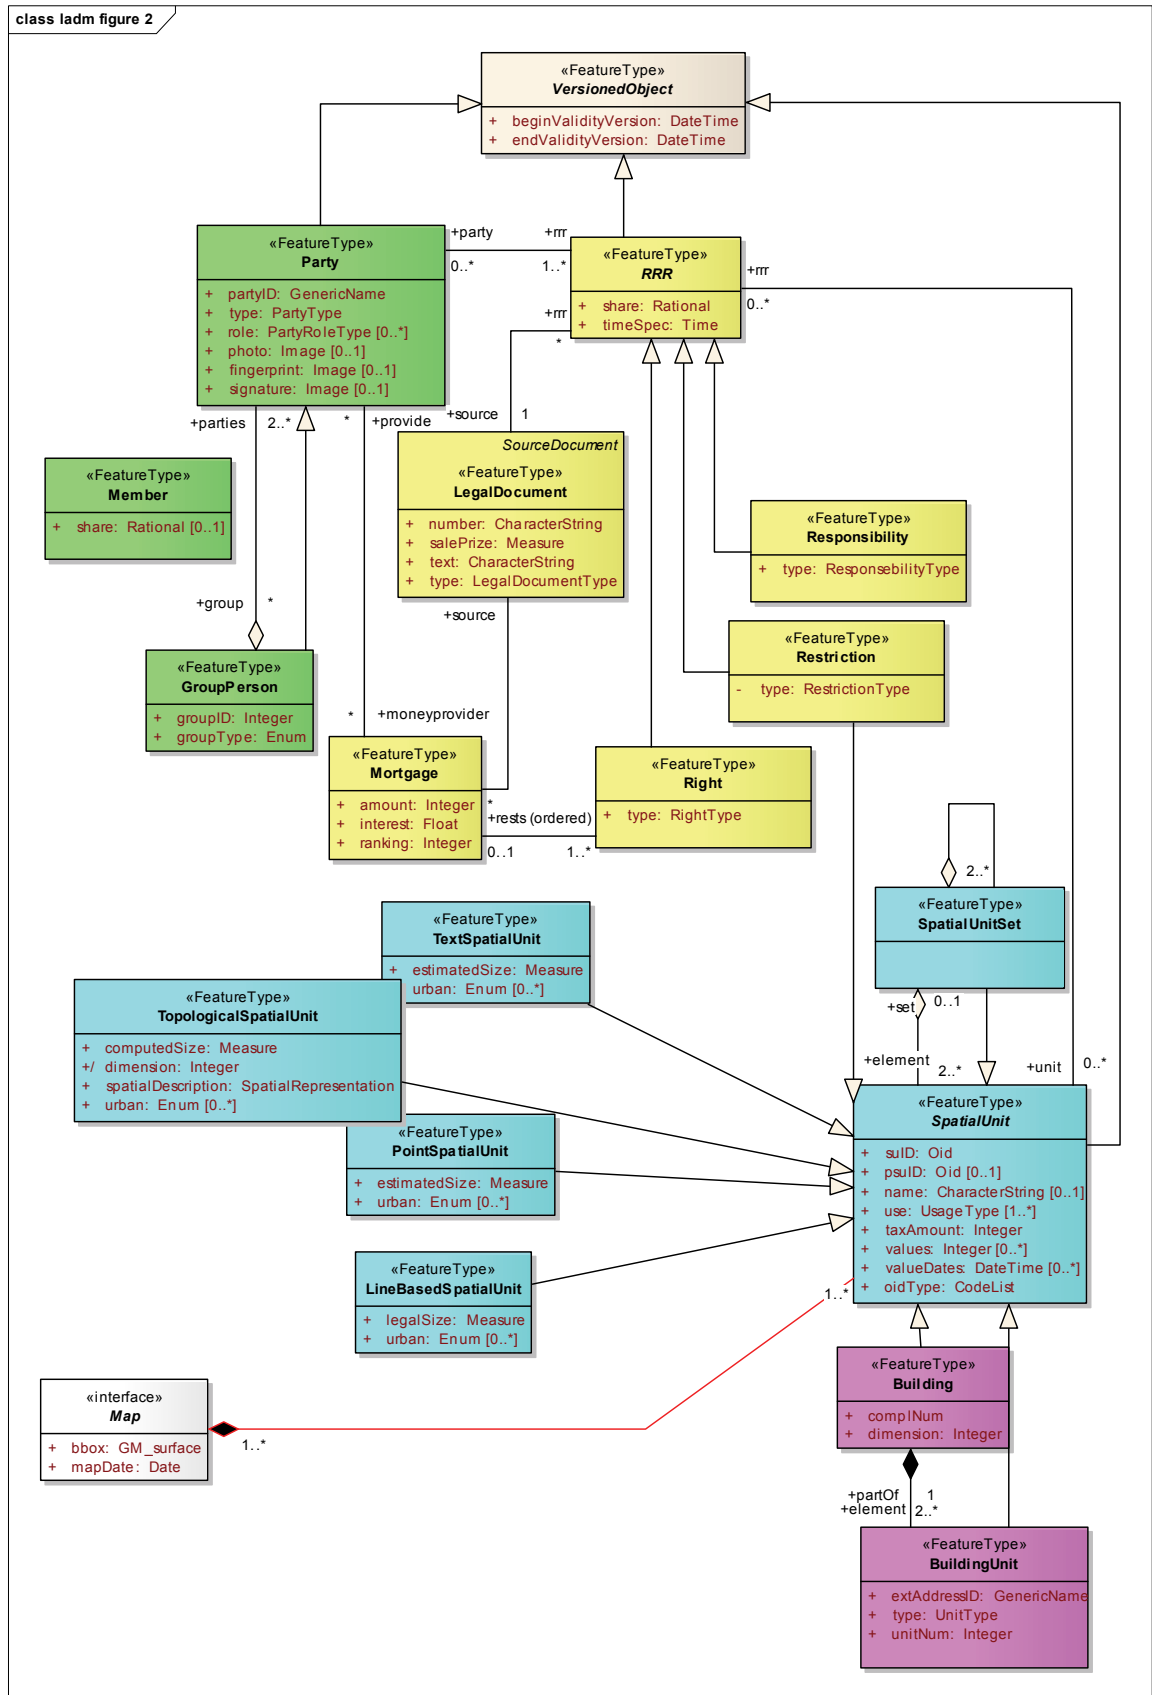 class ladm figure 2
«FeatureType»
VersionedObject
+ beginValidityVersion: DateTime
+ endValidityVersion: DateTime
«FeatureType»
Party
+ partyID: GenericName
+ type: PartyType
+ role: PartyRoleType [0..*]
+ photo: Image [0..1]
+ fingerprint: Image [0..1]
+ signature: Image [0..1]
+party
0..*
+rrr
1..*
«FeatureType»
RRR
+ share: Rational
+ timeSpec: Time
+rrr
0..*
+rrr
*
+source
1
+parties
2..*
*
+provide
«FeatureType»
Member
+ share: Rational [0..1]
SourceDocument
«FeatureType»
LegalDocument
+ number: CharacterString
+ salePrize: Measure
+ text: CharacterString
+ type: LegalDocumentType
«FeatureType»
Responsibility
+ type: ResponsebilityType
+group
*
+source
«FeatureType»
Restriction
- type: RestrictionType
«FeatureType»
GroupPerson
+ groupID: Integer
+ groupType: Enum
*
+moneyprovider
«FeatureType»
Mortgage
+ amount: Integer
+ interest: Float
+ ranking: Integer
*
+rests (ordered)
0..1
1..*
«FeatureType»
Right
+ type: RightType
2..*
«FeatureType»
SpatialUnitSet
+set
0..1
+element
2..*
+unit
0..*
«FeatureType»
TextSpatialUnit
+ estimatedSize: Measure
urban: Enum [0..*]
«FeatureType»
TopologicalSpatialUnit
+ computedSize: Measure
+/ dimension: Integer
+ spatialDescription: SpatialRepresentation
+ urban: Enum [0..*]
«FeatureType»
PointSpatialUnit
+ estimatedSize: Measure
+ urban: Enum [0..*]
«FeatureType»
SpatialUnit
+ suID: Oid
+ psuID: Oid [0..1]
+ name: CharacterString [0..1]
+ use: UsageType [1..*]
+ taxAmount: Integer
+ values: Integer [0..*]
+ valueDates: DateTime [0..*]
+ oidType: CodeList
«FeatureType»
LineBasedSpatialUnit
+ legalSize: Measure
+ urban: Enum [0..*]
1..*
«interface»
Map
+ bbox: GM_surface
+ mapDate: Date
1..*
«FeatureType»
Building
+ complNum
+ dimension: Integer
+partOf
1
+element
2..*
«FeatureType»
BuildingUnit
+ extAddressID: GenericName
+ type: UnitType
+ unitNum: Integer